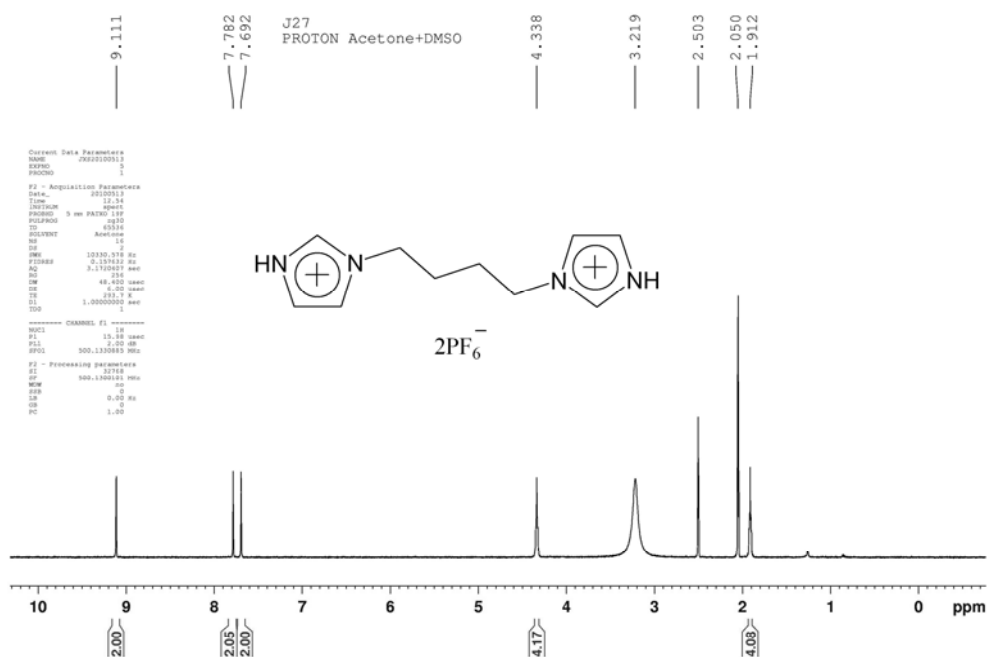 9.111
7.782
7.692
J27
PROTON Acetone+DMSO
4.338
3.219
2.503
2.050
1.912
Current Data Parameters
NAME JXS20100513
EXPNO 5
PROCNO 1
F2 - Acquisition Parameters
Date_ 20100513
Time 12.54
INSTRUM spect
PROBHD 5 mm PATXO 19F
PULPROG zg30
TD 65536
SOLVENT Acetone
NS 16
DS 2
SWH 10330.578 Hz
FIDRES 0.157632 Hz
AQ 3.1720407 sec
RG 256
DW 48.400 usec
DE 6.00 usec
TE 293.7 K
D1 1.00000000 sec
TD0 1
======== CHANNEL f1 ========
NUC1 1H
P1 15.98 usec
PL1 2.00 dB
SFO1 500.1330885 MHz
F2 - Processing parameters
SI 32768
SF 500.1300101 MHz
WDW no
SSB 0
LB 0.00 Hz
GB 0
PC 1.00
HN + N
N + NH
2PF6−
10 9 8 7 6 5 4 3 2 1 0 ppm
2.00
2.05
2.00
4.17
4.08